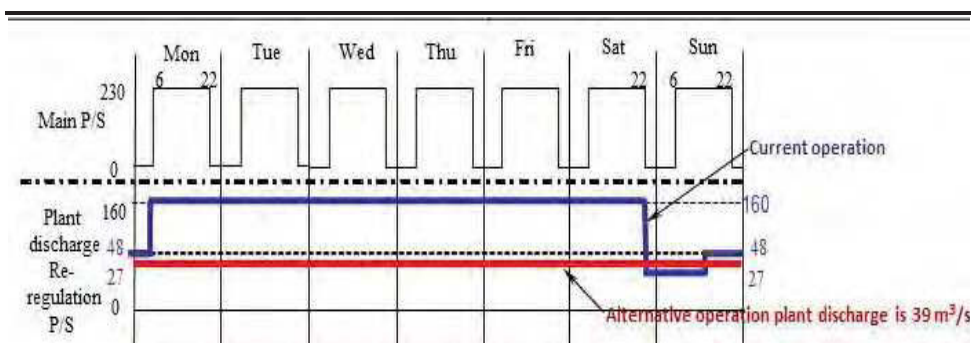 Mon Tue Wed Thu Fri Sat Sun
6 22 22 6 22
230
Main P/S
0
Current operation
160 160
Plant
discharge 48 48
Re- 27 27
regulation 0
P/S
Alternative operation plant discharge is 39 m³/s